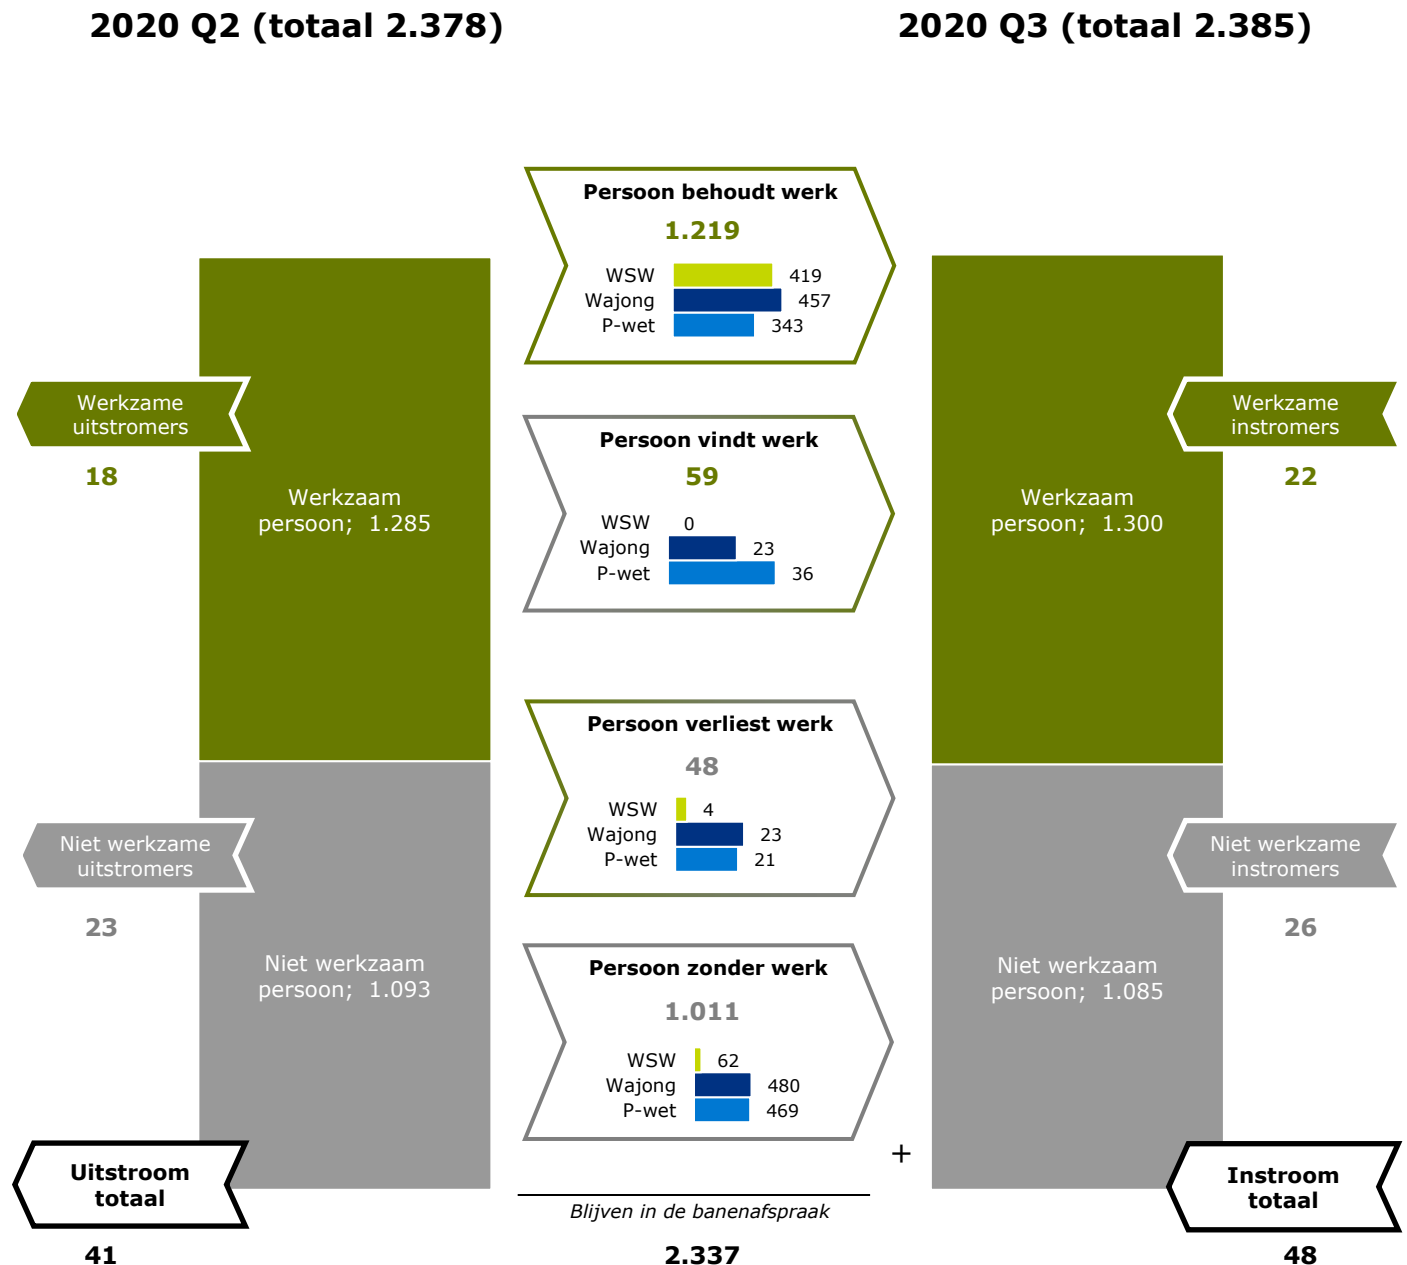 2020 Q2 (totaal 2.378)
2020 Q3 (totaal 2.385)
Persoon behoudt werk
1.219
WSW 419
Wajong 457
P-wet 343
Werkzame
uitstromers
18
Werkzaam
persoon; 1.285
Persoon vindt werk
59
WSW 0
Wajong 23
P-wet 36
Werkzaam
persoon; 1.300
Werkzame
instromers
22
Persoon verliest werk
48
WSW 4
Wajong 23
P-wet 21
Niet werkzame
uitstromers
23
Niet werkzaam
persoon; 1.093
Persoon zonder werk
1.011
WSW 62
Wajong 480
P-wet 469
Niet werkzaam
persoon; 1.085
Niet werkzame
instromers
26
+
Uitstroom
totaal
41
Blijven in de banenafspraak
2.337
Instroom
totaal
48